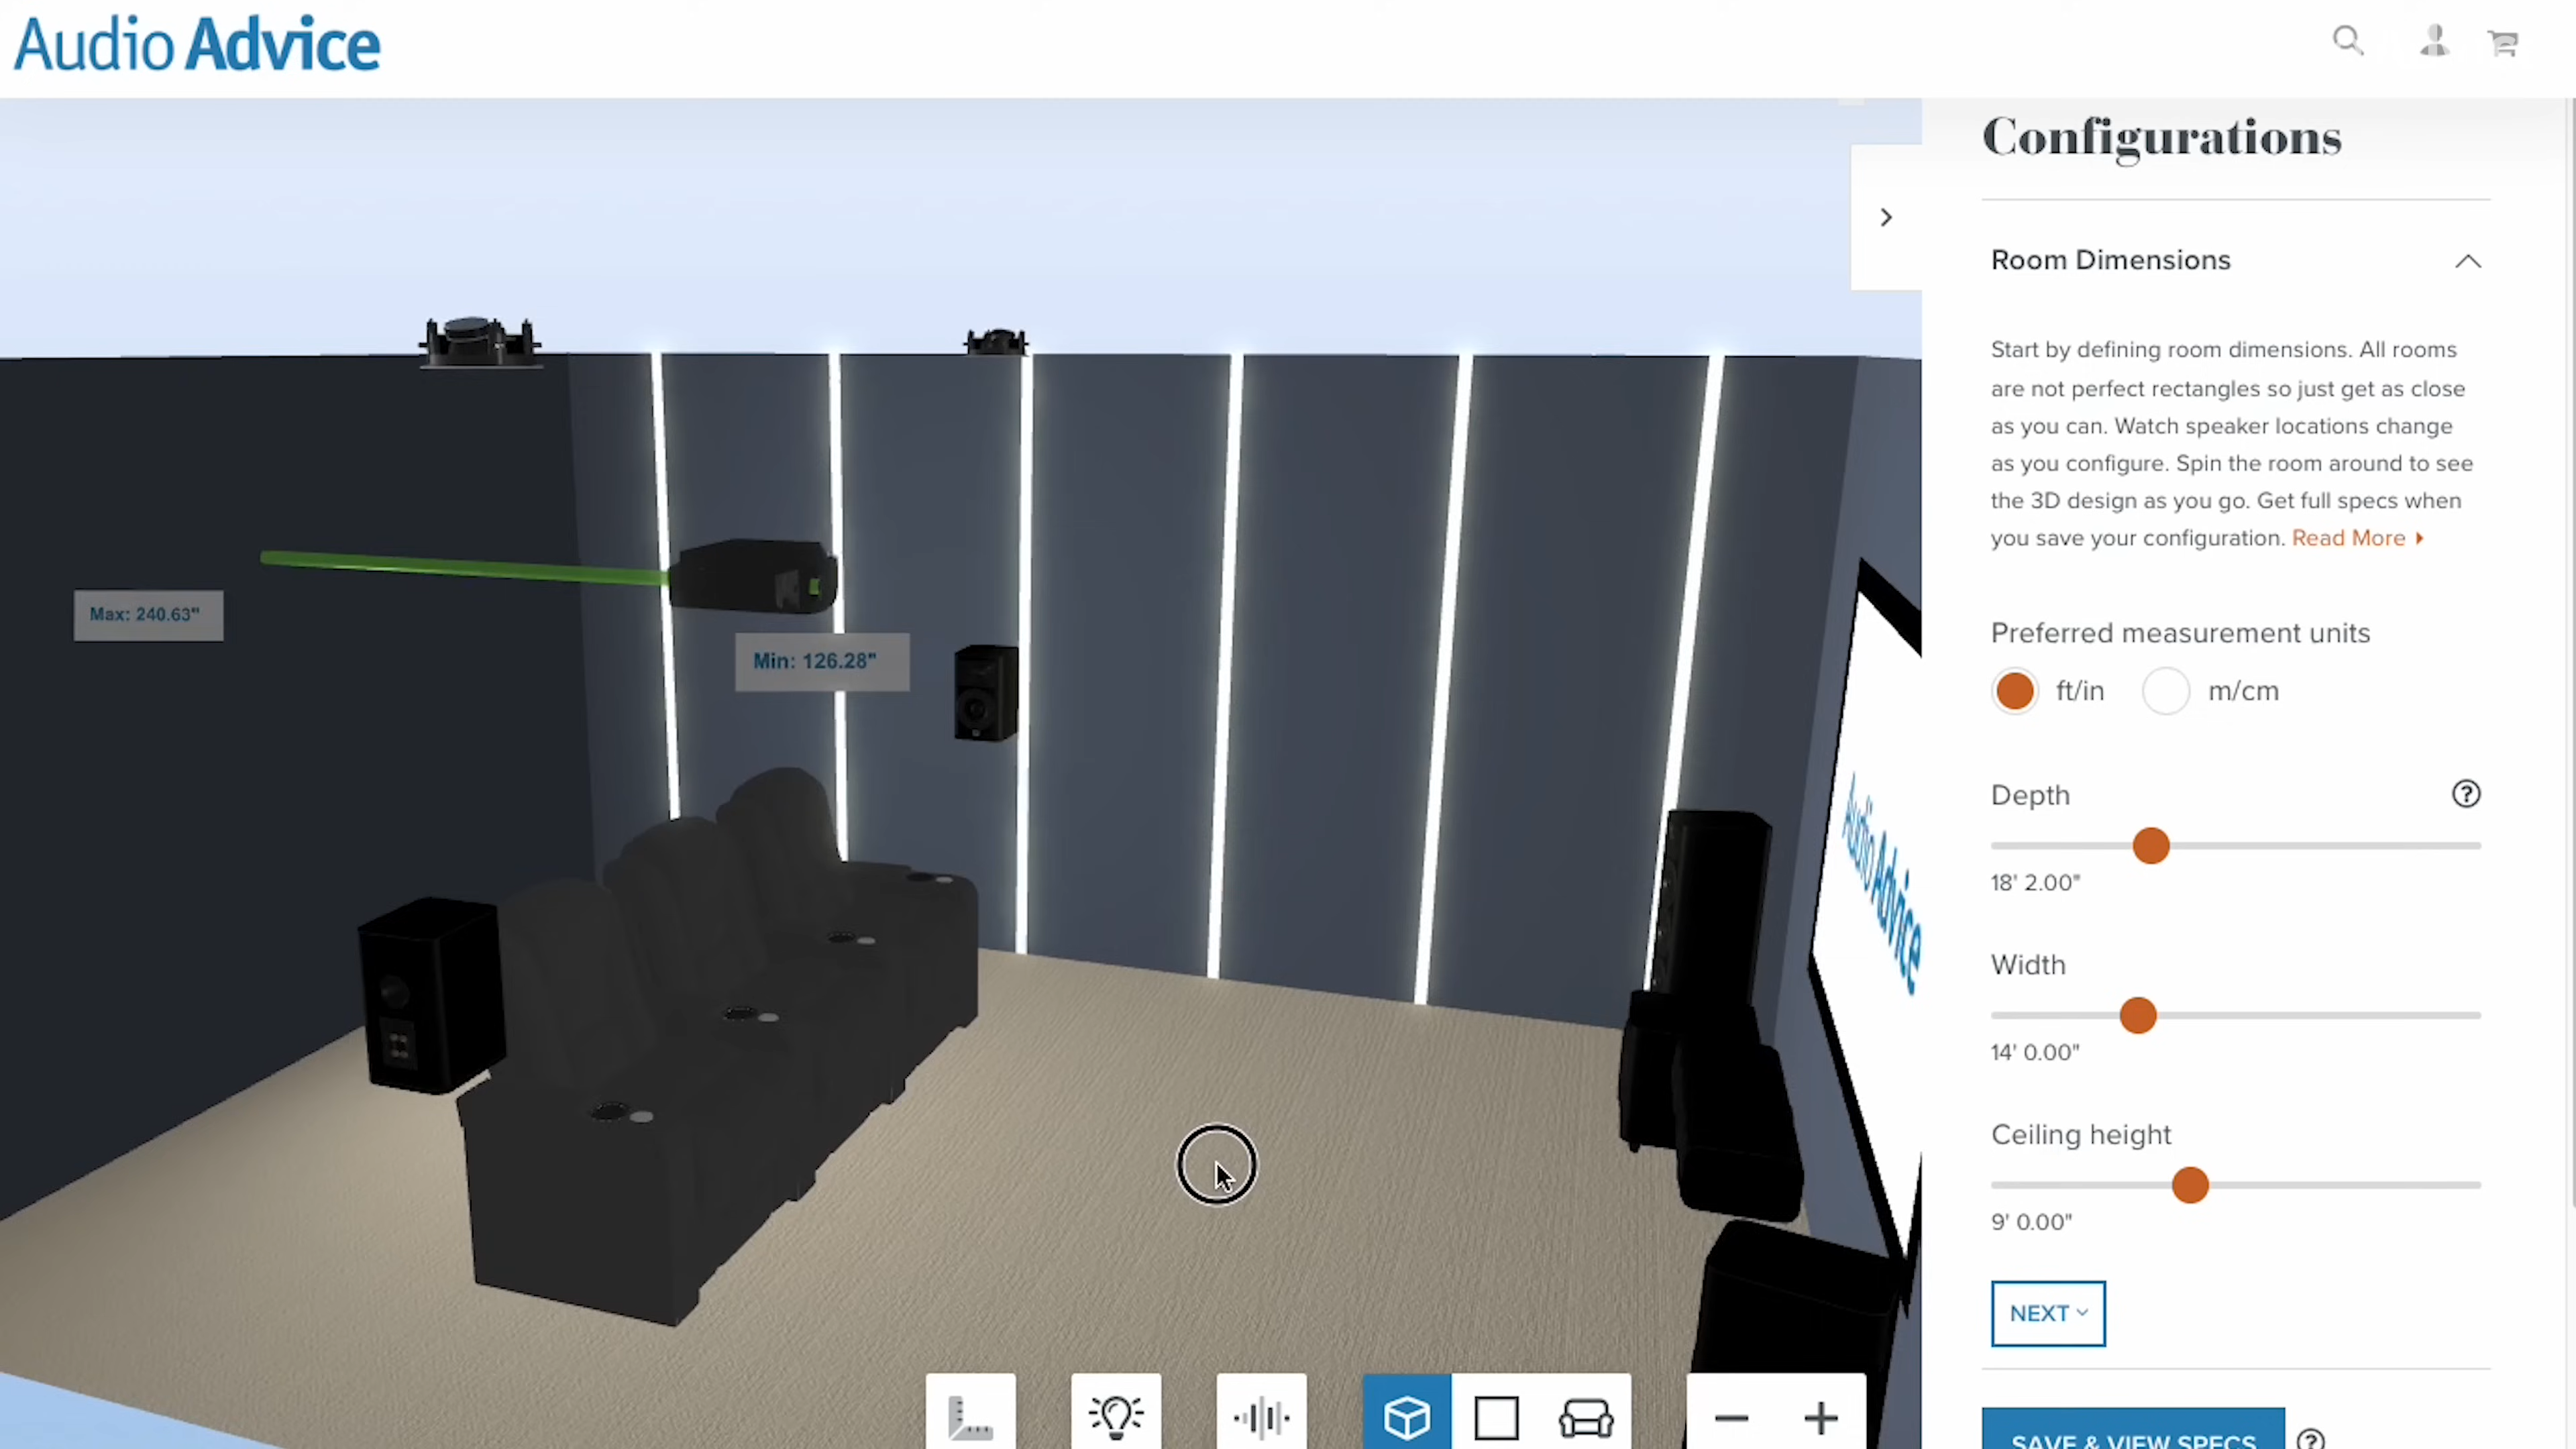 Audio Advice
Configurations
Room Dimensions
Start by defining room dimensions. All rooms
are not perfect rectangles so just get as close
as you can. Watch speaker locations change
as you configure. Spin the room around to see
the 3D design as you go. Get full specs when
you save your configuration. Read More
Max: 240.63"
Min: 126.28"
Preferred measurement units
ft/in m/cm
Depth
18' 2.00"
Audio Advice
Width
14' 0.00"
Ceiling height
9' 0.00"
NEXT
SAVE & VIEW SPECS